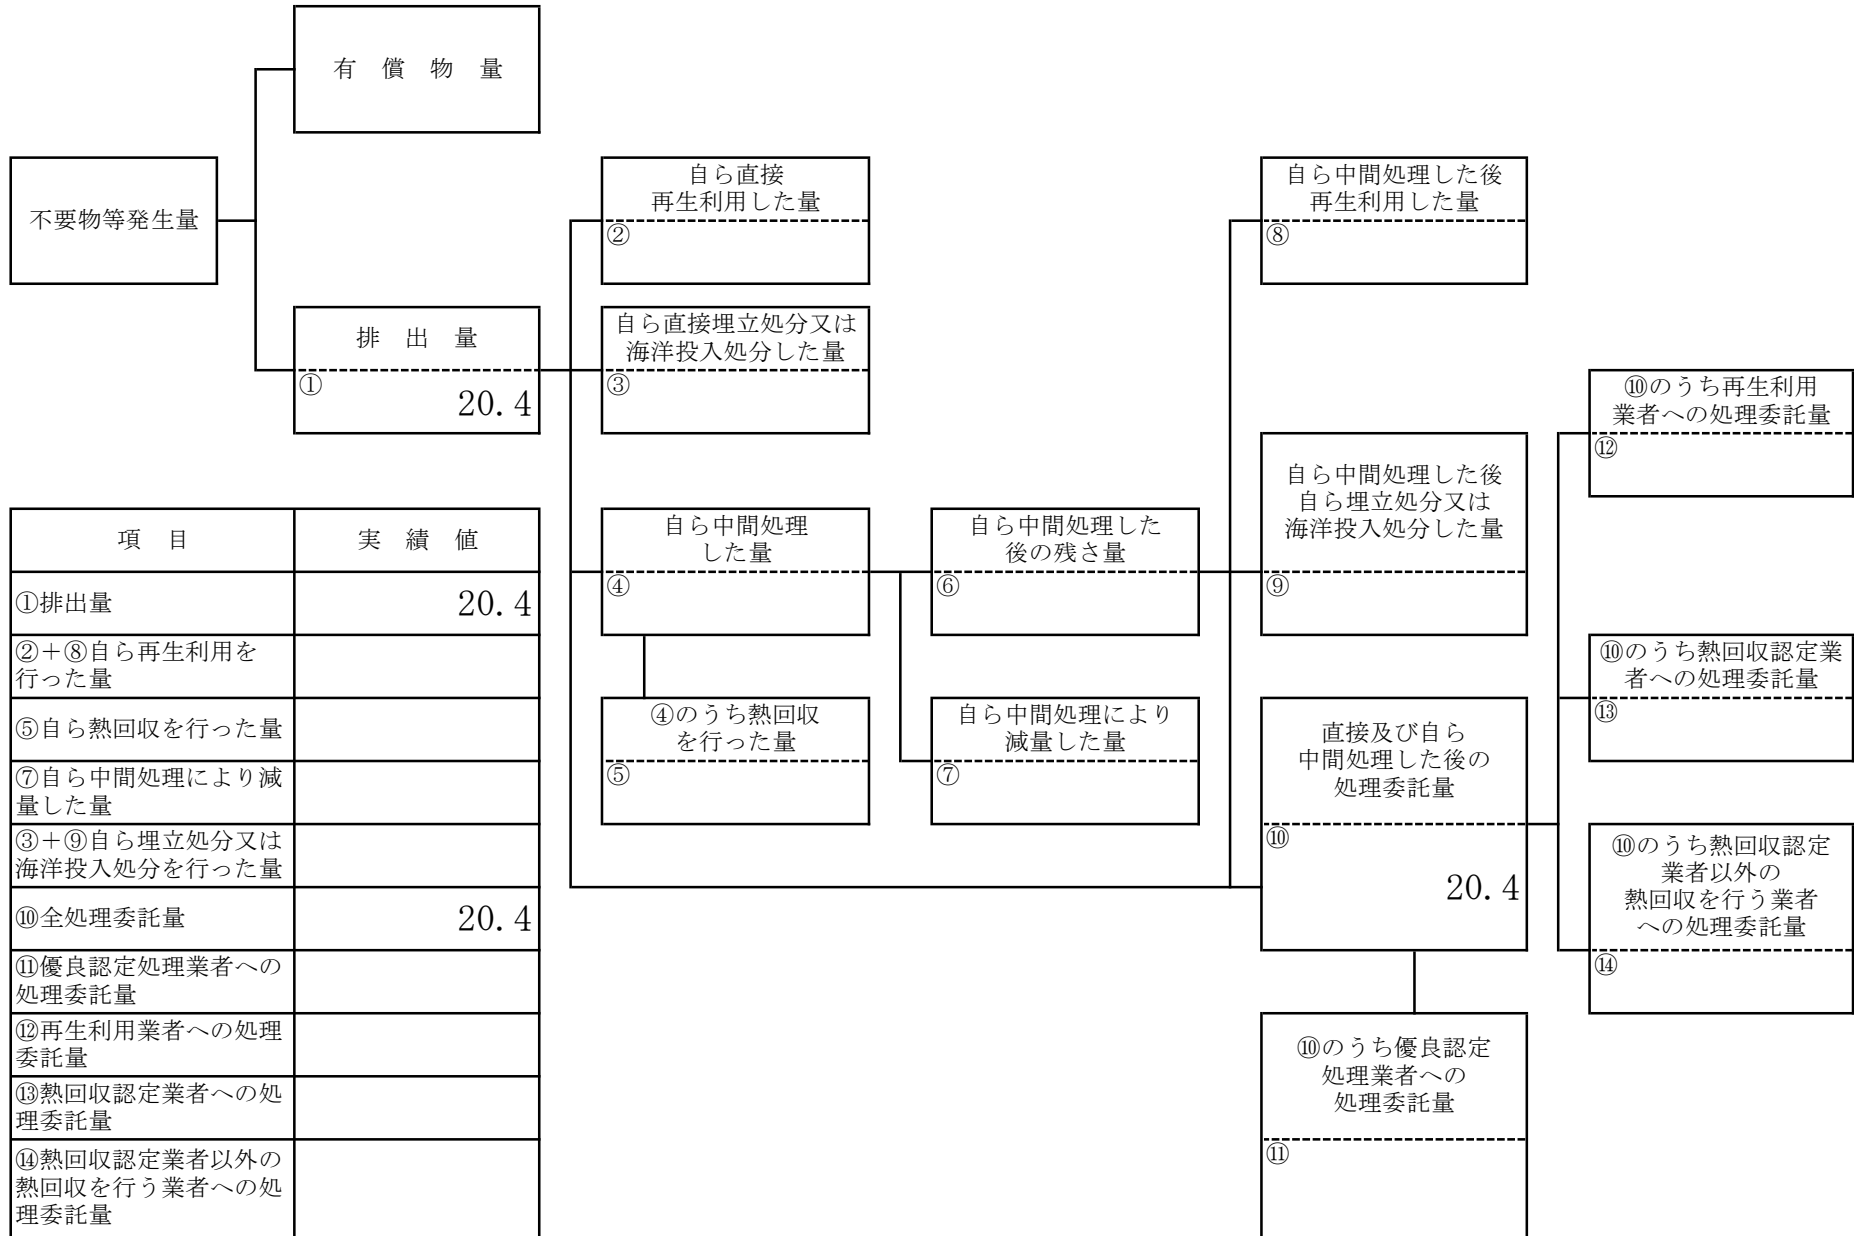 有　償　物　量
不要物等発生量
排　出　量
①
20.4
自ら直接
再生利用した量
②
自ら直接埋立処分又は
海洋投入処分した量
③
自ら中間処理
した量
④
④のうち熱回収
を行った量
⑤
自ら中間処理した
後の残さ量
⑥
自ら中間処理により
減量した量
⑦
自ら中間処理した後
再生利用した量
⑧
自ら中間処理した後
自ら埋立処分又は
海洋投入処分した量
⑨
直接及び自ら
中間処理した後の
処理委託量
⑩
20.4
⑩のうち優良認定
処理業者への
処理委託量
⑪
⑩のうち再生利用
業者への処理委託量
⑫
⑩のうち熱回収認定業
者への処理委託量
⑬
⑩のうち熱回収認定
業者以外の
熱回収を行う業者
への処理委託量
⑭
項　目
実　績　値
①排出量
20.4
②＋⑧自ら再生利用を
行った量
⑤自ら熱回収を行った量
⑦自ら中間処理により減
量した量
③＋⑨自ら埋立処分又は
海洋投入処分を行った量
⑩全処理委託量
20.4
⑪優良認定処理業者への
処理委託量
⑫再生利用業者への処理
委託量
⑬熱回収認定業者への処
理委託量
⑭熱回収認定業者以外の
熱回収を行う業者への処
理委託量